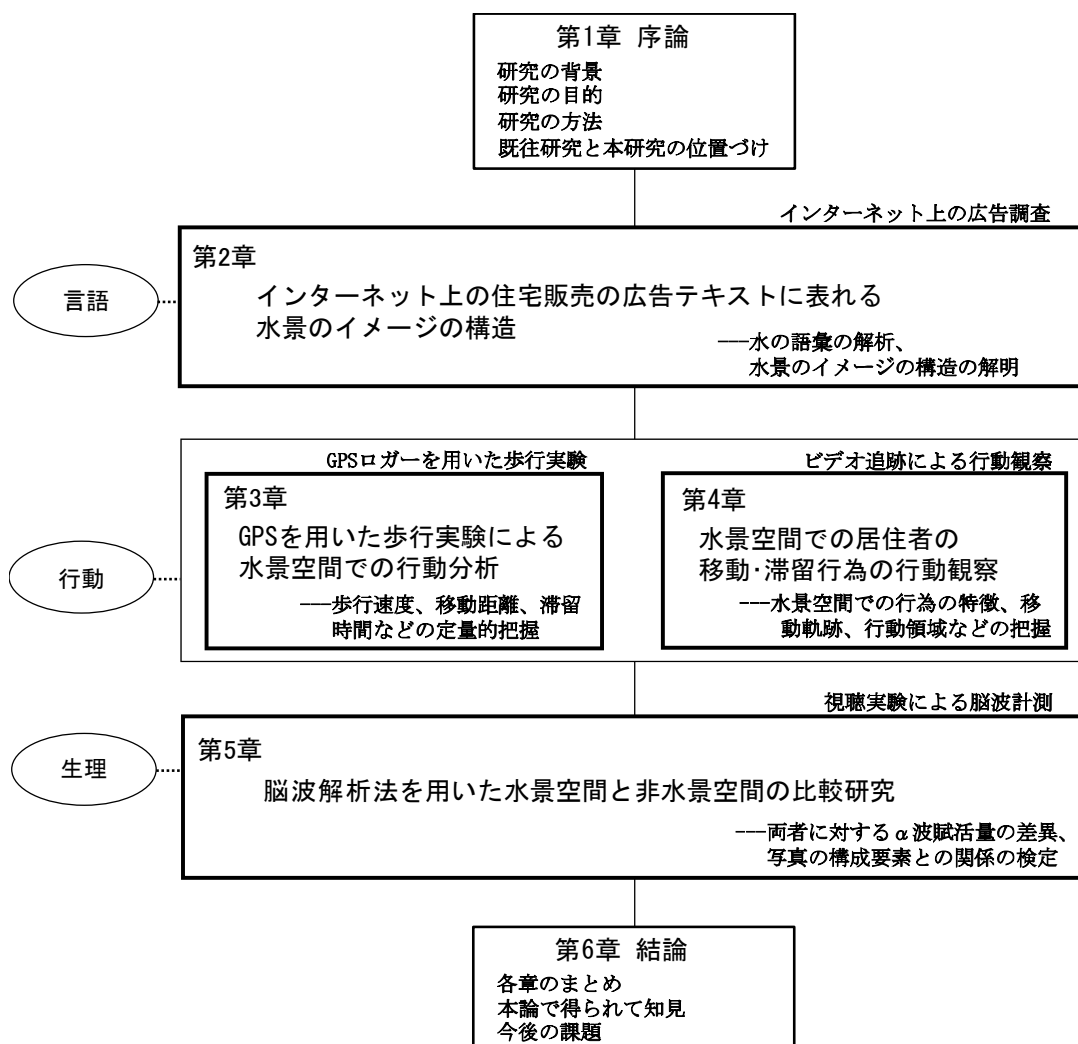 第1章 序論
研究の背景
研究の目的
研究の方法
既往研究と本研究の位置づけ
インターネット上の広告調査
言語
第2章
インターネット上の住宅販売の広告テキストに表れる
水景のイメージの構造
―水の語彙の解析、
水景のイメージの構造の解明
行動
GPSロガーを用いた歩行実験
第3章
GPSを用いた歩行実験による
水景空間での行動分析
―歩行速度、移動距離、滞留
時間などの定量的把握
ビデオ追跡による行動観察
第4章
水景空間での居住者の
移動・滞留行為の行動観察
―水景空間での行為の特徴、移
動軌跡、行動領域などの把握
視聴実験による脳波計測
生理
第5章
脳波解析法を用いた水景空間と非水景空間の比較研究
―両者に対するα波賦活量の差異、
写真の構成要素との関係の検定
第6章 結論
各章のまとめ
本論で得られて知見
今後の課題